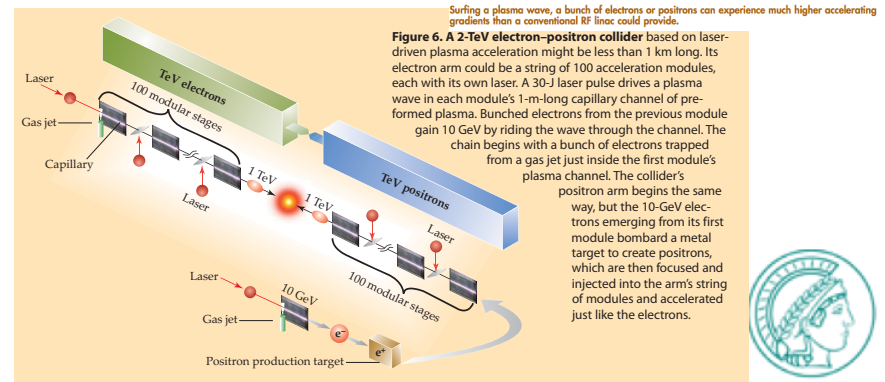 Surfing a plasma wave, a bunch of electrons or positrons can experience much higher accelerating
gradients than a conventional RF linac could provide.
Figure 6. A 2-TeV electron–positron collider based on laser-
driven plasma acceleration might be less than 1 km long. Its
electron arm could be a string of 100 acceleration modules,
each with its own laser. A 30-J laser pulse drives a plasma
wave in each module's 1-m-long capillary channel of pre-
formed plasma. Bunched electrons from the previous module
gain 10 GeV by riding the wave through the channel. The
chain begins with a bunch of electrons trapped
from a gas jet just inside the first module's
plasma channel. The collider's
positron arm begins the same
way, but the 10-GeV elec-
trons emerging from its first
module bombard a metal
target to create positrons,
which are then focused and
injected into the arm's string
of modules and accelerated
just like the electrons.
TeV electrons
100 modular stages
Laser
Gas jet
Capillary
Laser
1 TeV
1 TeV
TeV positrons
Laser
100 modular stages
Laser
10 GeV
Gas jet
e⁻
e⁺
Positron production target